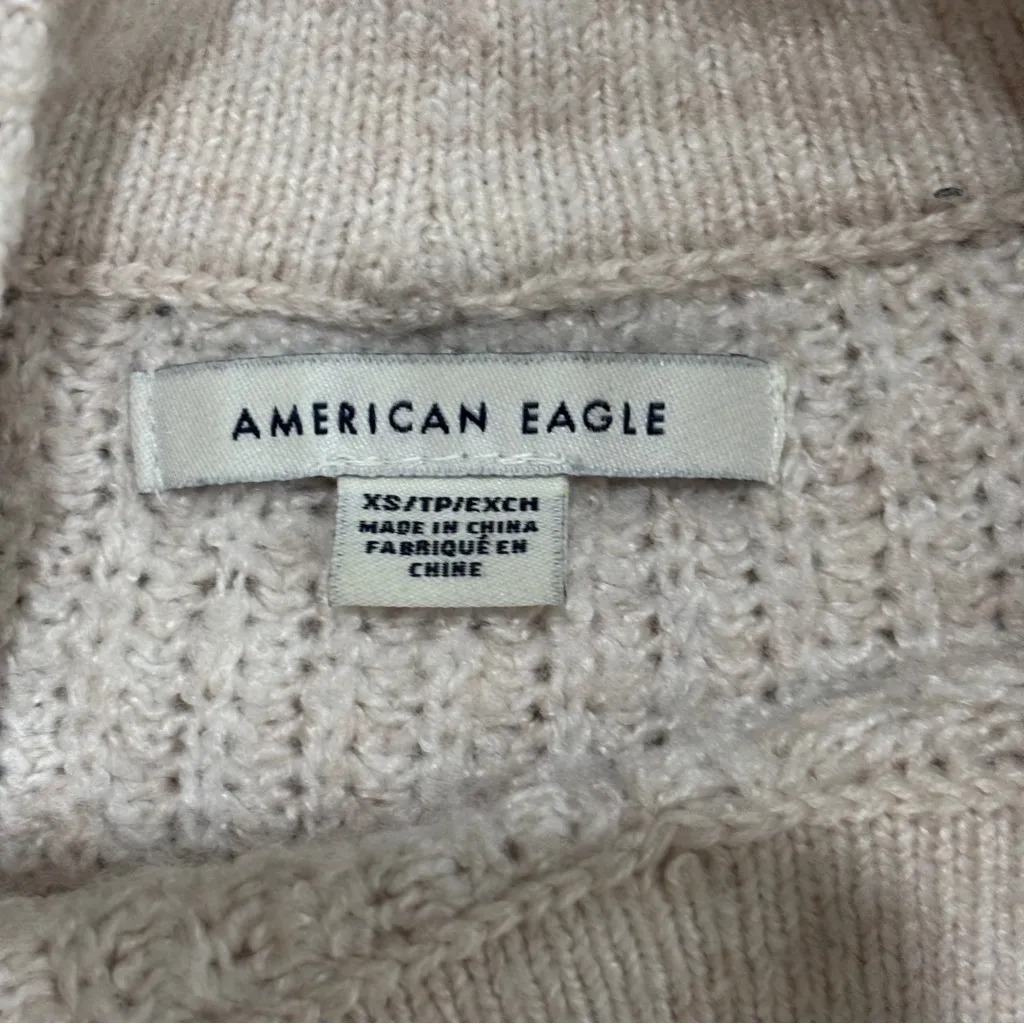 AMERICAN EAGLE
XS/TP/EXCH
MADE IN CHINA
FABRIQUÉ EN
CHINE